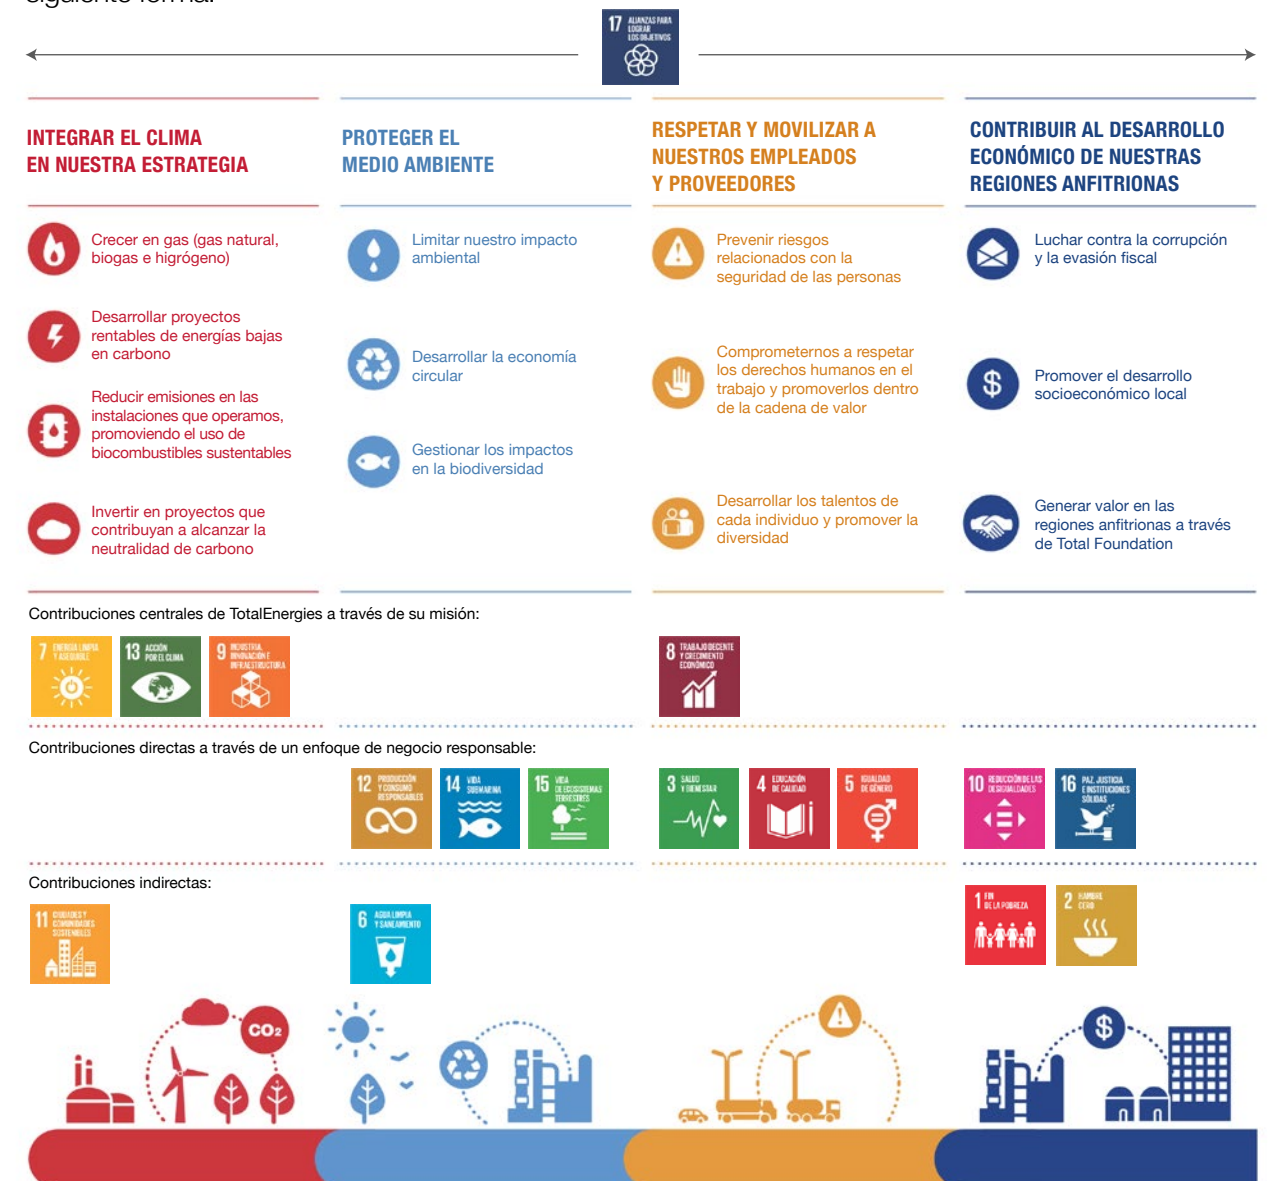 siguiente forma:
17 ALIANZAS PARA
LOGRAR
LOS OBJETIVOS
INTEGRAR EL CLIMA
EN NUESTRA ESTRATEGIA
Crecer en gas (gas natural,
biogas e higrógeno)
Desarrollar proyectos
rentables de energías bajas
en carbono
Reducir emisiones en las
instalaciones que operamos,
promoviendo el uso de
biocombustibles sustentables
Invertir en proyectos que
contribuyan a alcanzar la
neutralidad de carbono
PROTEGER EL
MEDIO AMBIENTE
Limitar nuestro impacto
ambiental
Desarrollar la economía
circular
Gestionar los impactos
en la biodiversidad
RESPETAR Y MOVILIZAR A
NUESTROS EMPLEADOS
Y PROVEEDORES
Prevenir riesgos
relacionados con la
seguridad de las personas
Comprometernos a respetar
los derechos humanos en el
trabajo y promoverlos dentro
de la cadena de valor
Desarrollar los talentos de
cada individuo y promover la
diversidad
CONTRIBUIR AL DESARROLLO
ECONÓMICO DE NUESTRAS
REGIONES ANFITRIONAS
Luchar contra la corrupción
y la evasión fiscal
$
Promover el desarrollo
socioeconómico local
Generar valor en las
regiones anfitrionas a través
de Total Foundation
Contribuciones centrales de TotalEnergies a través de su misión:
7 ENERGÍA LIMPIA
Y ASEQUIBLE
13 ACCIÓN
POR EL CLIMA
9 INDUSTRIA,
INNOVACIÓN E
INFRAESTRUCTURA
8 TRABAJO DECENTE
Y CRECIMIENTO
ECONÓMICO
Contribuciones directas a través de un enfoque de negocio responsable:
12 PRODUCCIÓN
Y CONSUMO
RESPONSABLES
14 VIDA
SUBMARINA
15 VIDA
DE ECOSISTEMAS
TERRESTRES
3 SALUD
Y BIENESTAR
4 EDUCACIÓN
DE CALIDAD
5 IGUALDAD
DE GÉNERO
10 REDUCCIÓN DE LAS
DESIGUALDADES
16 PAZ, JUSTICIA
E INSTITUCIONES
SÓLIDAS
Contribuciones indirectas:
11 CIUDADES Y
COMUNIDADES
SOSTENIBLES
6 AGUA LIMPIA
Y SANEAMIENTO
1 FIN
DE LA POBREZA
2 HAMBRE
CERO
CO₂
$